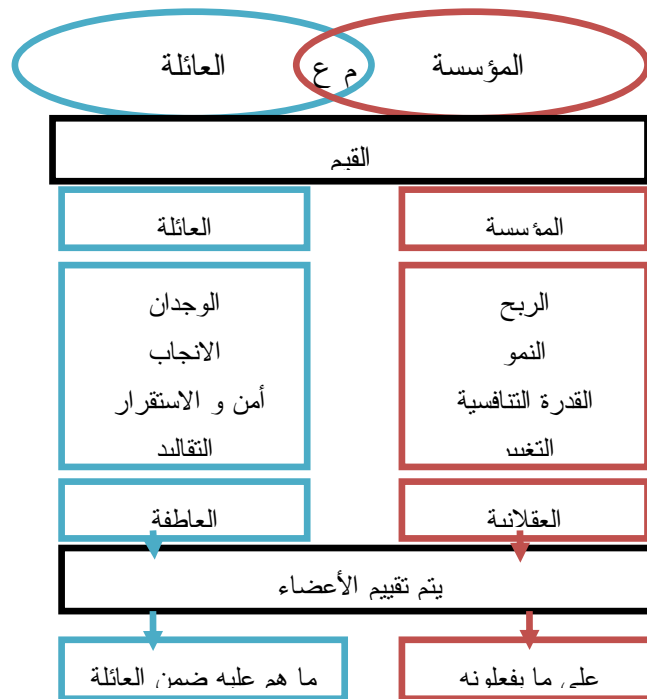 المؤسسة م ع العائلة
القيم
المؤسسة العائلة
الربح الوجدان
النمو الانجاب
القدرة التنافسية أمن و الاستقرار
التغيير التقاليد
العقلانية العاطفة
يتم تقييم الأعضاء
على ما يفعلونه ما هم عليه ضمن العائلة